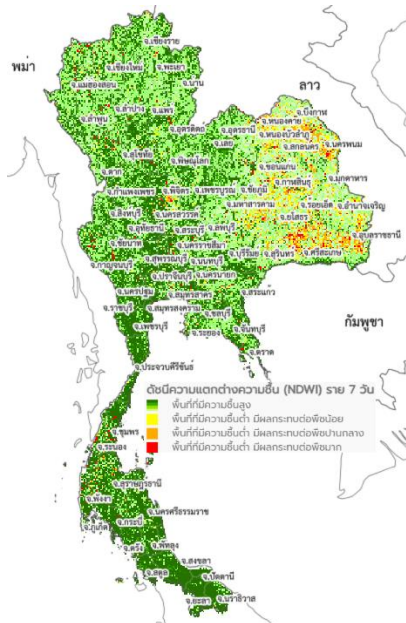 จ.เชียงราย
พม่า
ลาว
จ.เชียงใหม่
จ.พะเยา
จ.แม่ฮ่องสอน
จ.น่าน
จ.บึงกาฬ
จ.ลำปาง
จ.แพร่
จ.หนองคาย
จ.ลำพูน
จ.อุตรดิตถ์
จ.อุดรธานี
จ.หนองบัวลำภู
จ.เลย
จ.สกลนคร
จ.นครพนม
จ.สุโขทัย
จ.พิษณุโลก
จ.ขอนแก่น
จ.ตาก
จ.มุกดาหาร
จ.กำแพงเพชร
จ.พิจิตร
จ.เพชรบูรณ์
จ.ชัยภูมิ
จ.กาฬสินธุ์
จ.มหาสารคาม
จ.ร้อยเอ็ด
จ.อำนาจเจริญ
จ.สิงห์บุรี
จ.นครสวรรค์
จ.ยโสธร
จ.อุทัยธานี
จ.สระบุรี
จ.ลพบุรี
จ.อุบลราชธานี
จ.ชัยนาท
จ.นครราชสีมา
จ.บุรีรัมย์
จ.สุรินทร์
จ.ศรีสะเกษ
จ.สุพรรณบุรี
จ.นนทบุรี
จ.กาญจนบุรี
จ.ปราจีนบุรี
จ.นครนายก
จ.นครปฐม
จ.สมุทรสาคร
จ.สระแก้ว
จ.ราชบุรี
จ.สมุทรสงคราม
จ.ชลบุรี
กัมพูชา
จ.เพชรบุรี
จ.ระยอง
จ.จันทบุรี
จ.ตราด
จ.ประจวบคีรีขันธ์
ดัชนีความแตกต่างความชื้น (NDWI) ราย 7 วัน
พื้นที่ที่มีความชื้นสูง
พื้นที่ที่มีความชื้นต่ำ มีผลกระทบต่อพืชน้อย
พื้นที่ที่มีความชื้นต่ำ มีผลกระทบต่อพืชปานกลาง
พื้นที่ที่มีความชื้นต่ำ มีผลกระทบต่อพืชมาก
จ.ชุมพร
จ.ระนอง
จ.สุราษฎร์ธานี
จ.พังงา
จ.นครศรีธรรมราช
จ.ภูเก็ต
จ.กระบี่
จ.ตรัง
จ.พัทลุง
จ.สงขลา
จ.สตูล
จ.ปัตตานี
จ.ยะลา
จ.นราธิวาส